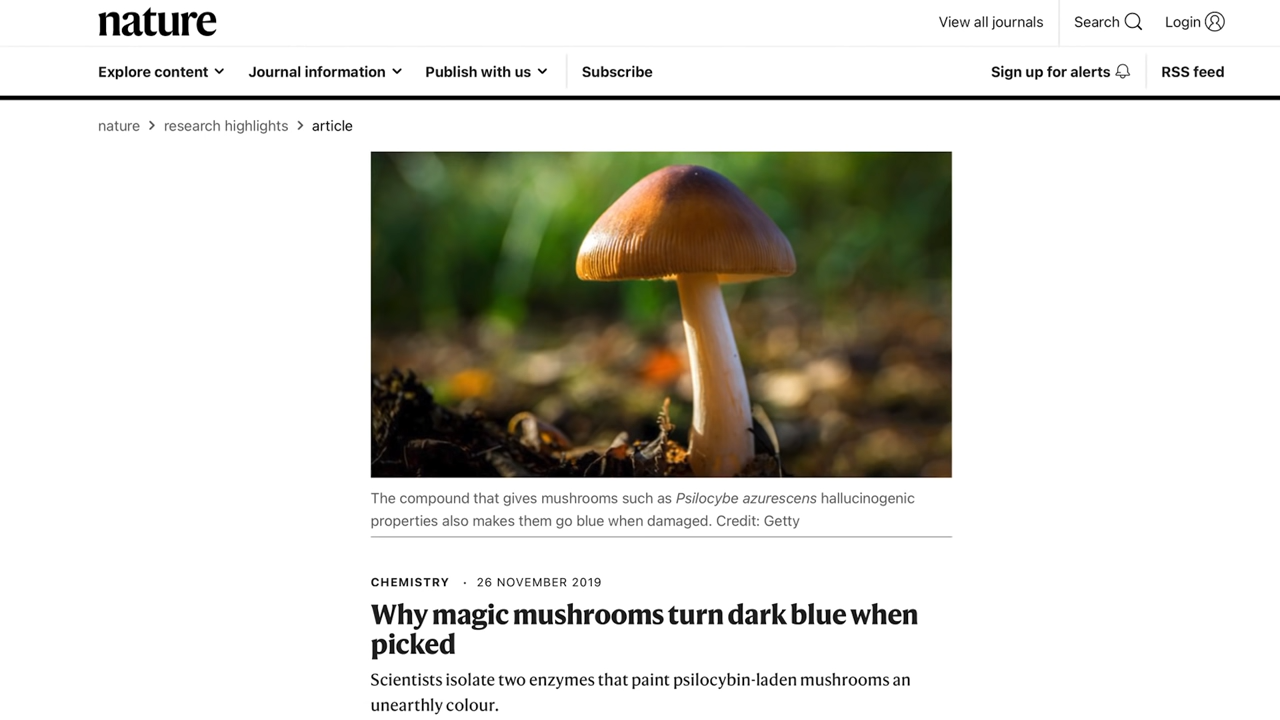 nature
View all journals
Search
Login
Explore content
Journal information
Publish with us
Subscribe
Sign up for alerts
RSS feed
nature > research highlights > article
The compound that gives mushrooms such as Psilocybe azurescens hallucinogenic
properties also makes them go blue when damaged. Credit: Getty
CHEMISTRY · 26 NOVEMBER 2019
Why magic mushrooms turn dark blue when
picked
Scientists isolate two enzymes that paint psilocybin-laden mushrooms an
unearthly colour.